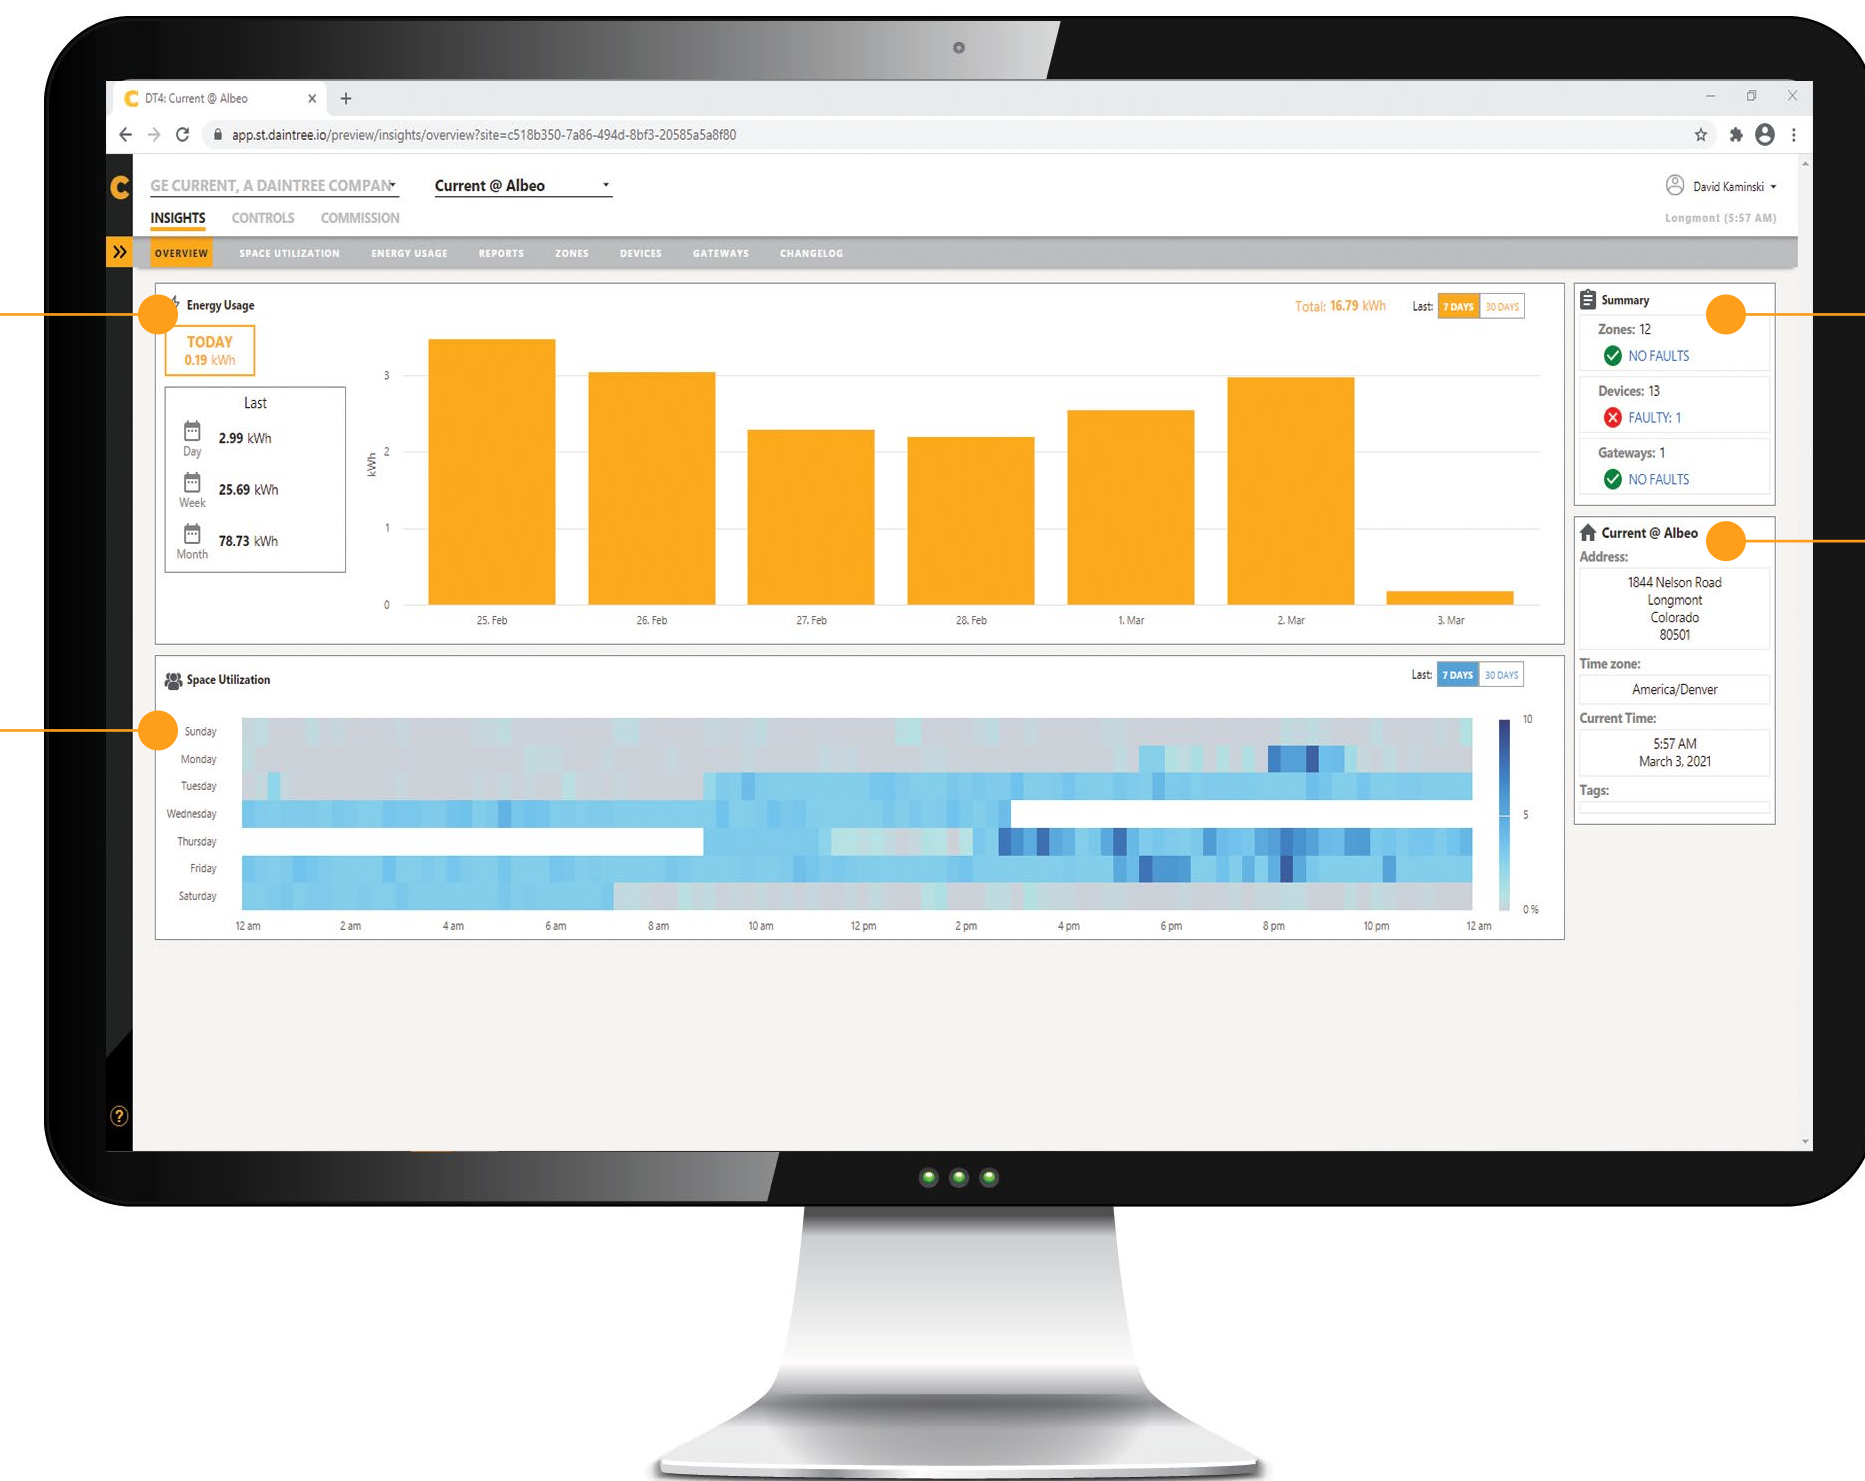 DT4: Current @ Albeo
app.st.daintree.io/preview/insights/overview?site=c518b350-7a86-494d-8bf3-20585a5a8f80
GE CURRENT, A DAINTREE COMPAN
Current @ Albeo
David Kaminski
INSIGHTS CONTROLS COMMISSION
Longmont (5:57 AM)
OVERVIEW SPACE UTILIZATION ENERGY USAGE REPORTS ZONES DEVICES GATEWAYS CHANGELOG
Energy Usage
Total: 16.79 kWh Last: 7 DAYS 30 DAYS
TODAY
0.19 kWh
Last
Day 2.99 kWh
Week 25.69 kWh
Month 78.73 kWh
kWh
3
2
1
0
25. Feb 26. Feb 27. Feb 28. Feb 1. Mar 2. Mar 3. Mar
Space Utilization
Last: 7 DAYS 30 DAYS
Sunday
Monday
Tuesday
Wednesday
Thursday
Friday
Saturday
12 am 2 am 4 am 6 am 8 am 10 am 12 pm 2 pm 4 pm 6 pm 8 pm 10 pm 12 am
10
5
0 %
Summary
Zones: 12
NO FAULTS
Devices: 13
FAULTY: 1
Gateways: 1
NO FAULTS
Current @ Albeo
Address:
1844 Nelson Road
Longmont
Colorado
80501
Time zone:
America/Denver
Current Time:
5:57 AM
March 3, 2021
Tags: